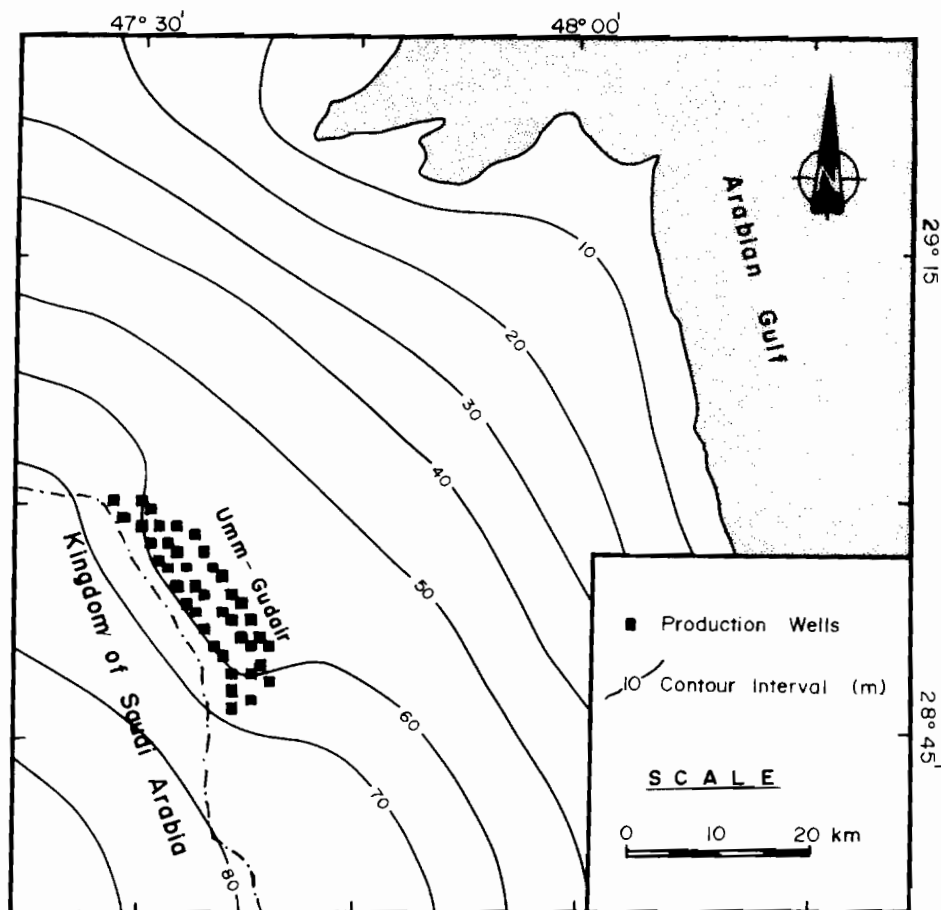 47° 30'
48° 00'
N
Arabian Gulf
29° 15
10
20
30
40
50
60
70
80
Umm-Gudair
Kingdom of Saudi Arabia
28° 45'
Production Wells
10 Contour Interval (m)
SCALE
0 10 20 km